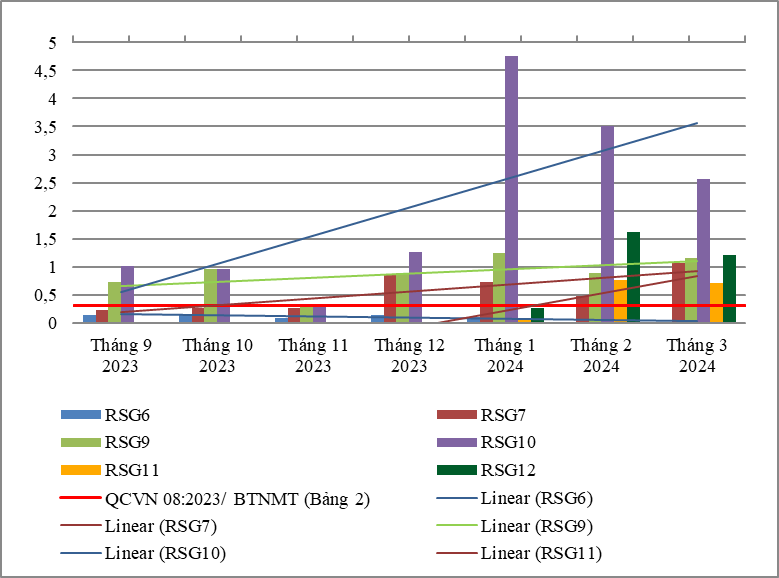 5
4,5
4
3,5
3
2,5
2
1,5
1
0,5
0
Tháng 9 Tháng 10 Tháng 11 Tháng 12 Tháng 1 Tháng 2 Tháng 3
2023 2023 2023 2023 2024 2024 2024
RSG6 RSG7
RSG9 RSG10
RSG11 RSG12
QCVN 08:2023/ BTNMT (Bảng 2) Linear (RSG6)
Linear (RSG7) Linear (RSG9)
Linear (RSG10) Linear (RSG11)